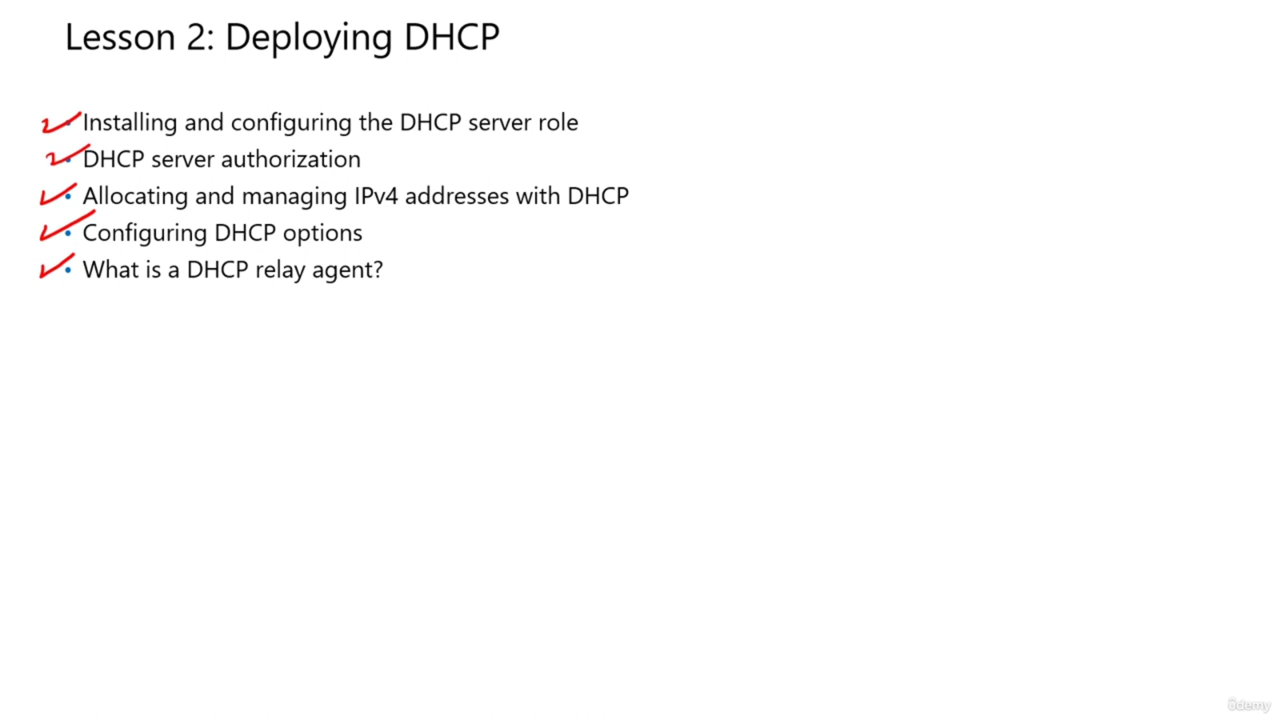 Lesson 2: Deploying DHCP
• Installing and configuring the DHCP server role
• DHCP server authorization
• Allocating and managing IPv4 addresses with DHCP
• Configuring DHCP options
• What is a DHCP relay agent?
ûdemy